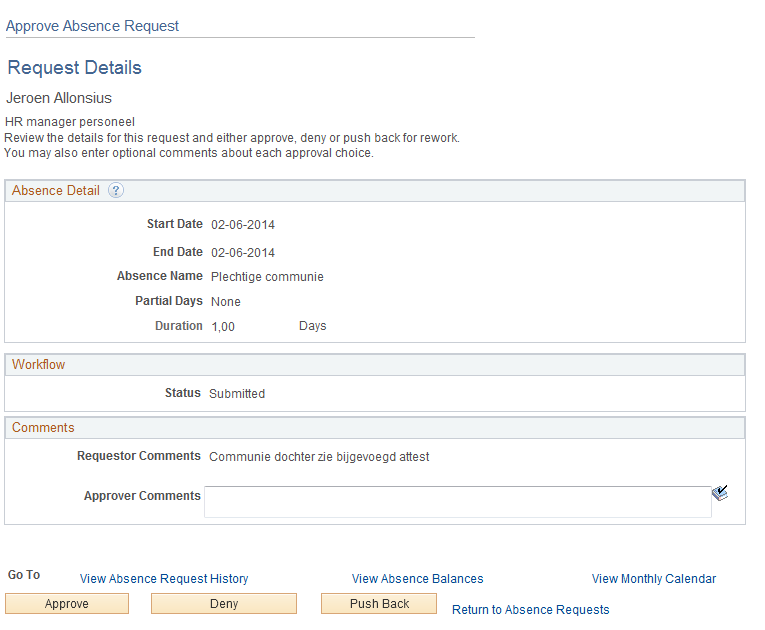 Approve Absence Request
Request Details
Jeroen Allonsius
HR manager personeel
Review the details for this request and either approve, deny or push back for rework.
You may also enter optional comments about each approval choice.
Absence Detail ?
Start Date 02-06-2014
End Date 02-06-2014
Absence Name Plechtige communie
Partial Days None
Duration 1,00 Days
Workflow
Status Submitted
Comments
Requestor Comments Communie dochter zie bijgevoegd attest
Approver Comments
Go To View Absence Request History View Absence Balances View Monthly Calendar
Approve Deny Push Back Return to Absence Requests